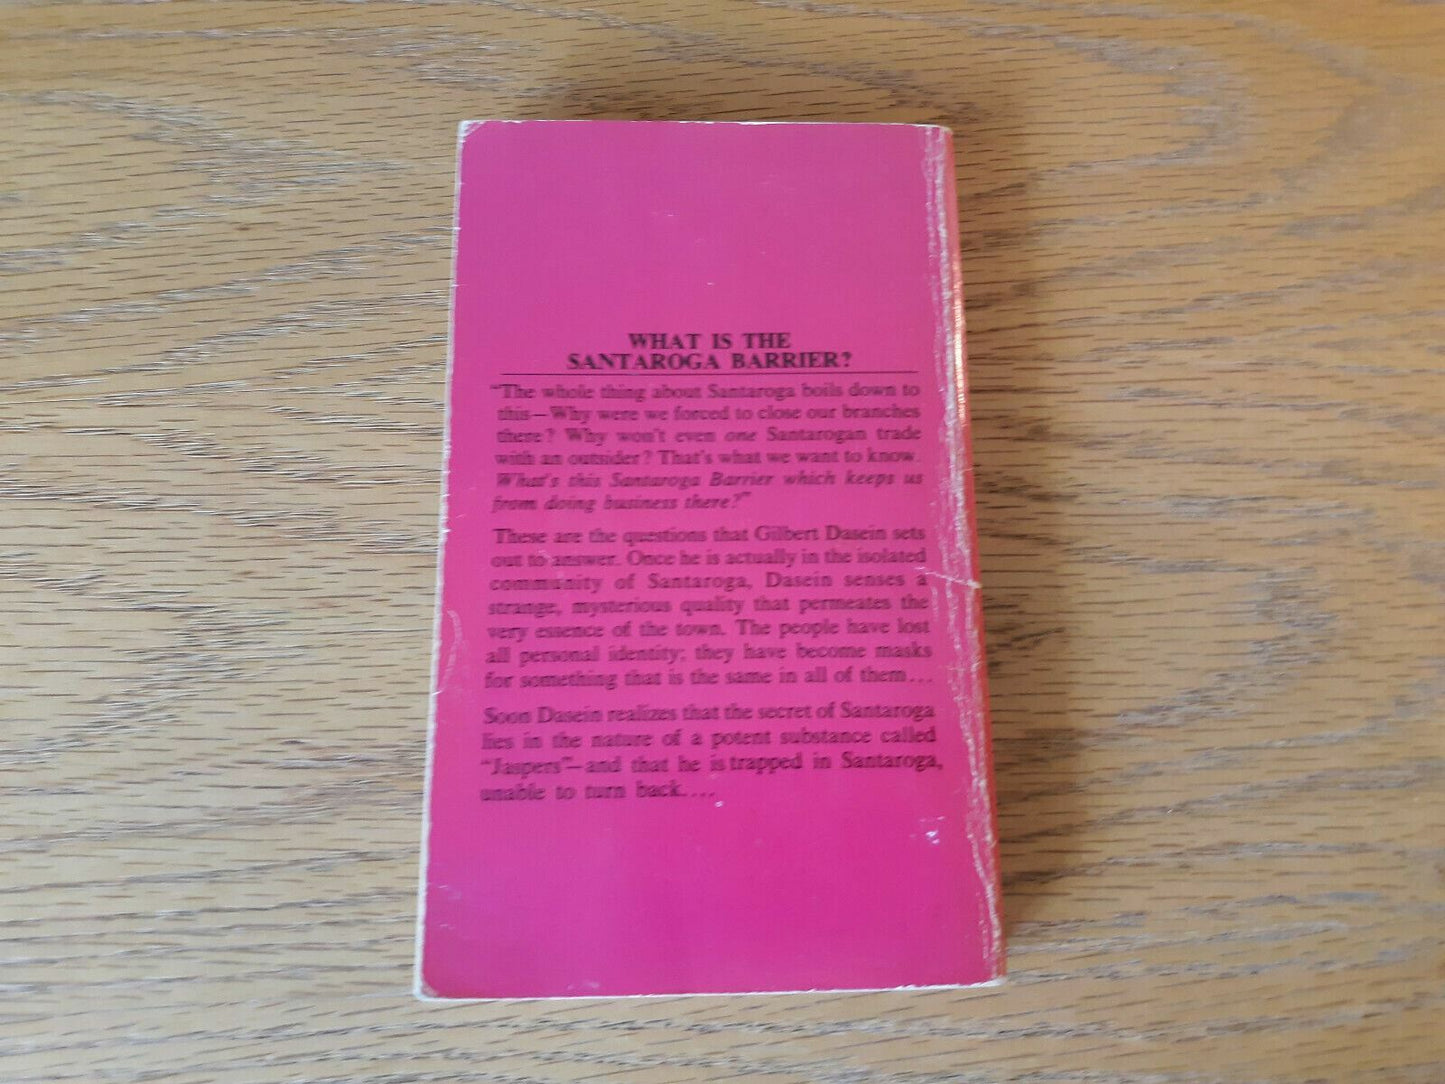 WHAT IS THE
SANTAROGA BARRIER?
“The whole thing about Santaroga boils down to
this—Why were we forced to close our branches
there? Why won't even one Santarogan trade
with an outsider? That's what we want to know.
What's this Santaroga Barrier which keeps us
from doing business there?”
These are the questions that Gilbert Dasein sets
out to answer. Once he is actually in the isolated
community of Santaroga, Dasein senses a
strange, mysterious quality that permeates the
very essence of the town. The people have lost
all personal identity; they have become masks
for something that is the same in all of them...
Soon Dasein realizes that the secret of Santaroga
lies in the nature of a potent substance called
“Jaspers”—and that he is trapped in Santaroga,
unable to turn back....